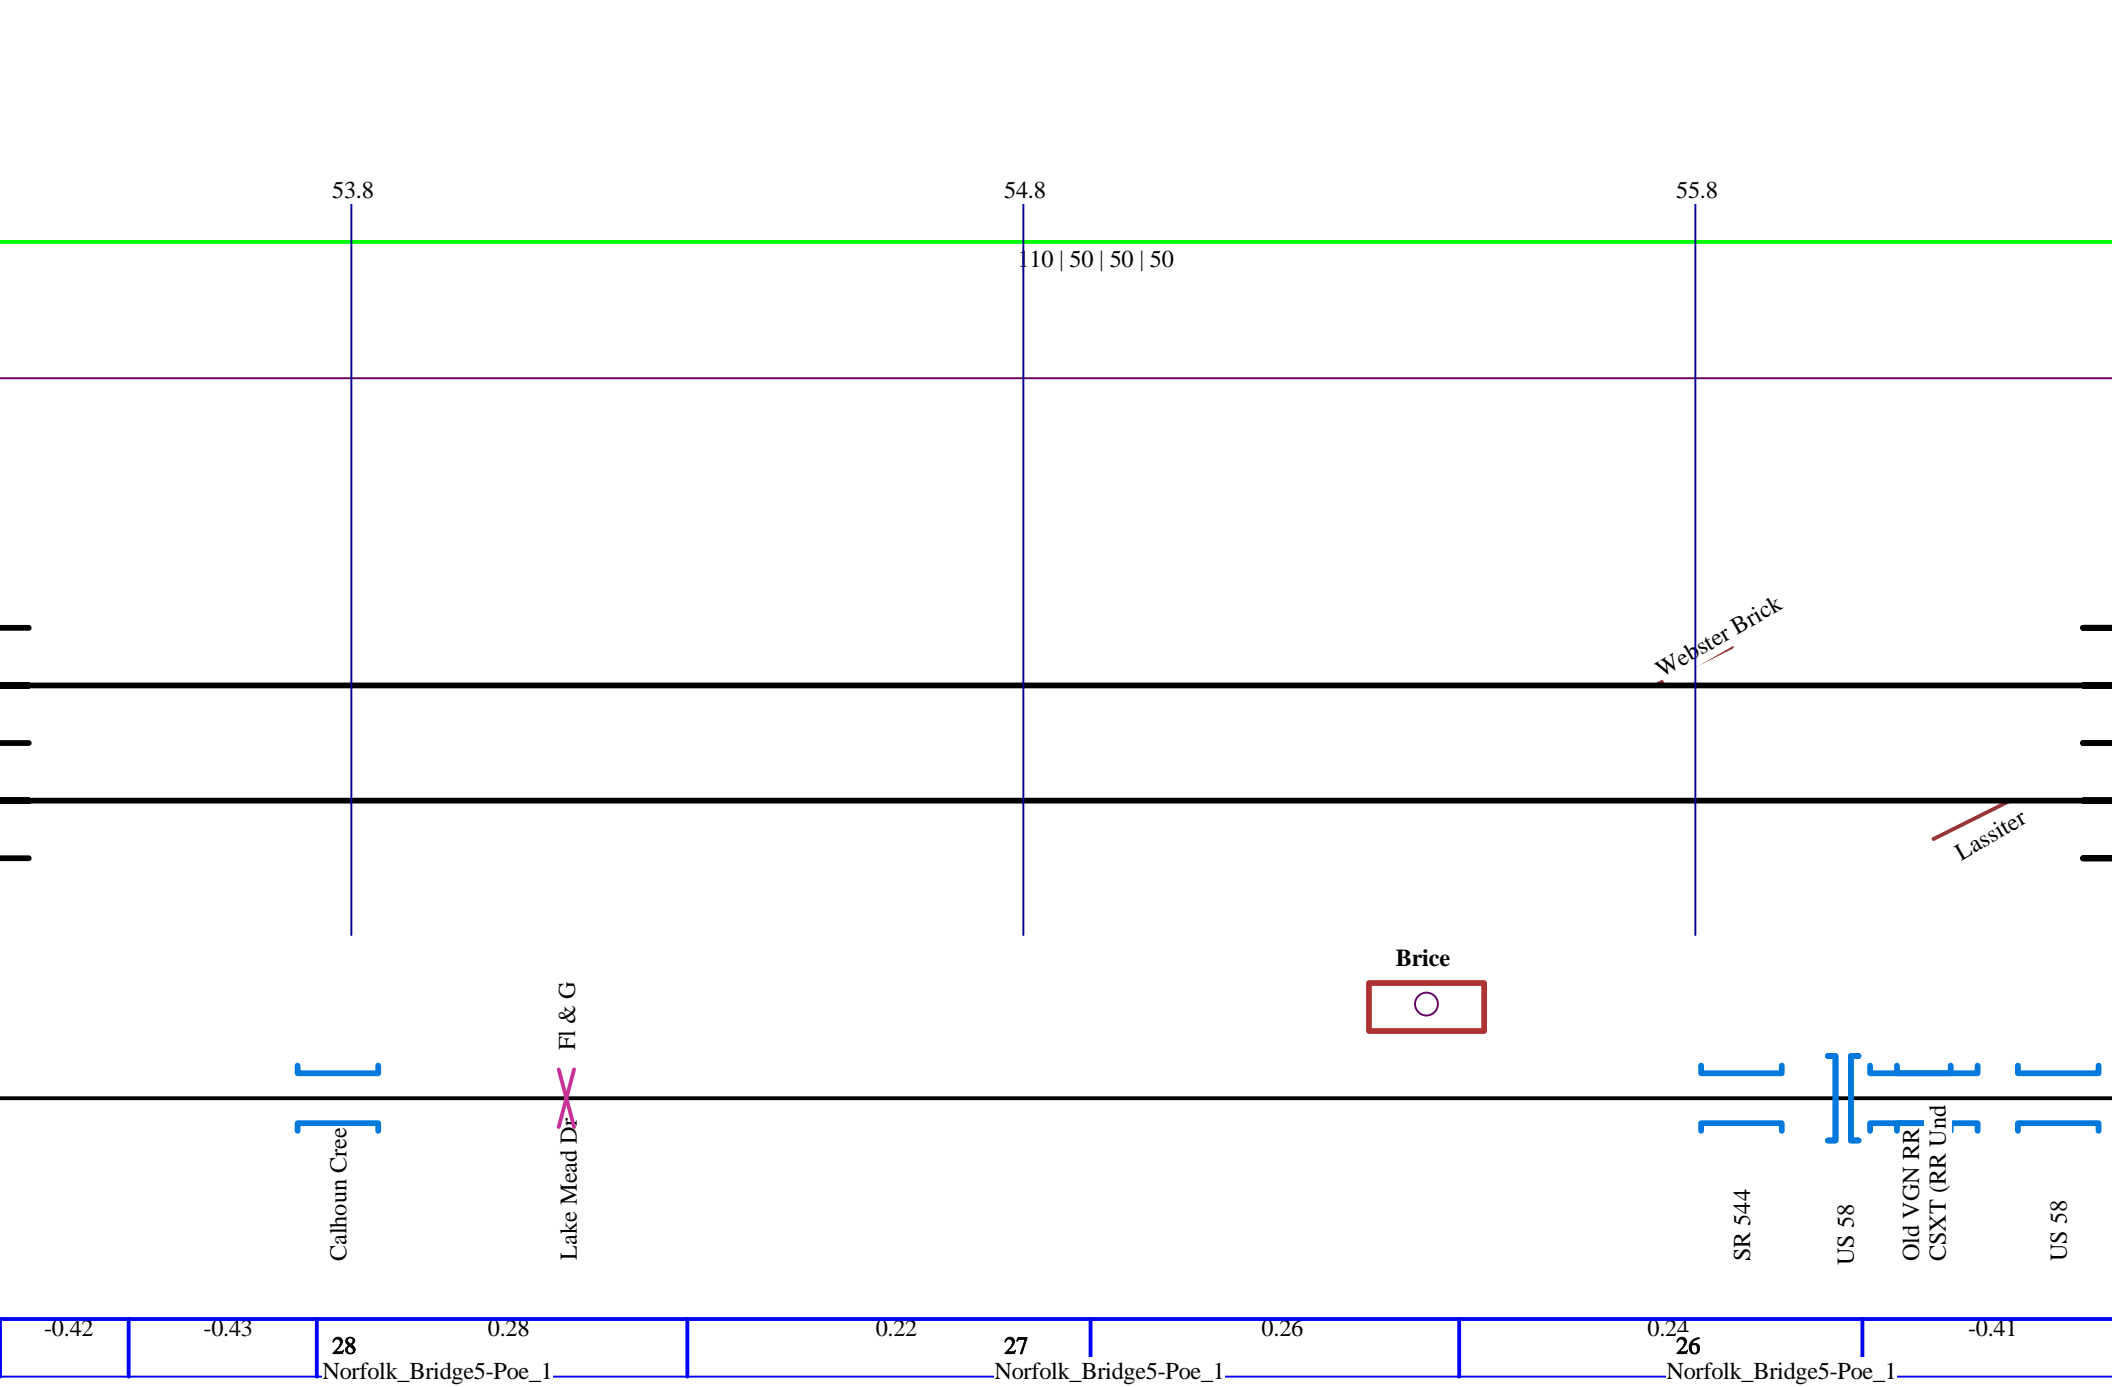 53.8
54.8
55.8
110 | 50 | 50 | 50
Webster Brick
Lassiter
Brice
Fl & G
Calhoun Cree
Lake Mead Dr
SR 544
US 58
Old VGN RR
CSXT (RR Und
US 58
-0.42
-0.43
0.28
0.22
0.26
0.24
-0.41
28
27
26
Norfolk_Bridge5-Poe_1
Norfolk_Bridge5-Poe_1
Norfolk_Bridge5-Poe_1